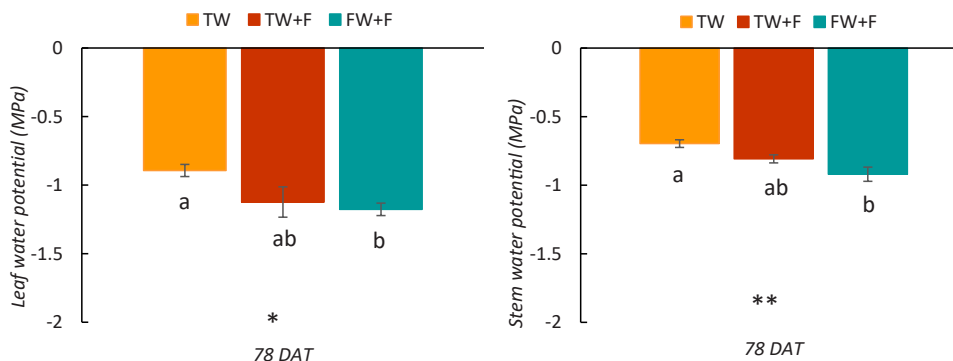 TW TW+F FW+F
0
-0.5
-1
-1.5
-2
Leaf water potential (MPa)
a
ab
b
*
78 DAT
TW TW+F FW+F
0
-0.5
-1
-1.5
-2
Stem water potential (MPa)
a
ab
b
**
78 DAT